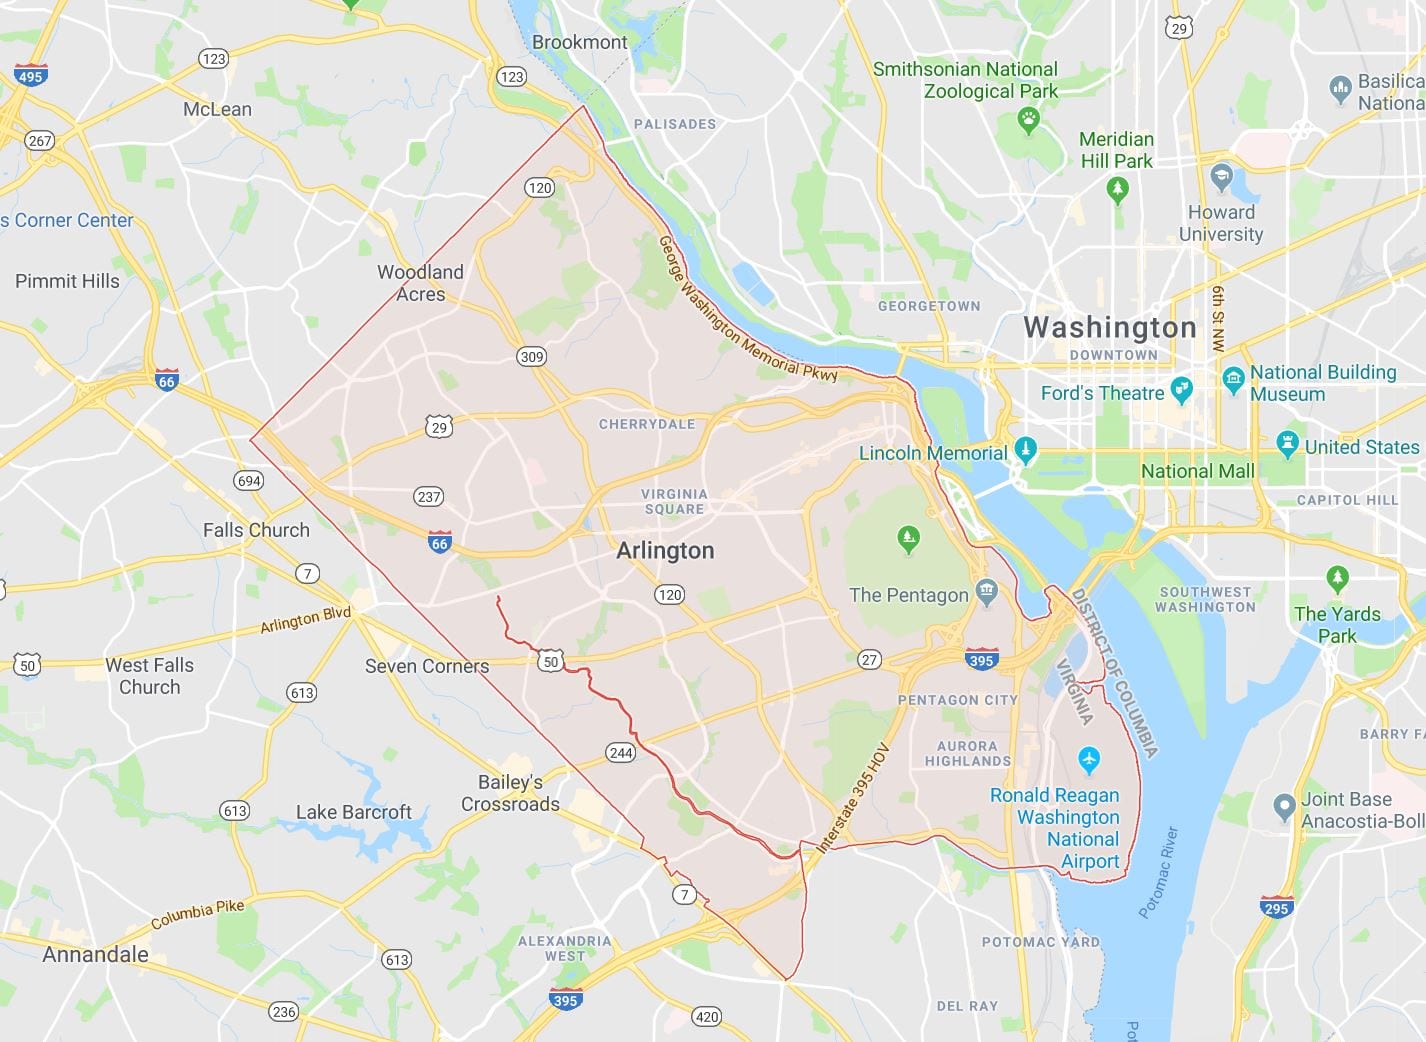 Brookmont
29
123
495
123
McLean
Smithsonian National
Zoological Park
Basilica
Nationa
PALISADES
267
Meridian
Hill Park
120
s Corner Center
Howard
University
Pimmit Hills
Woodland
Acres
George Washington Memorial Pkwy
GEORGETOWN
6th St NW
Washington
DOWNTOWN
309
66
National Building
Museum
Ford's Theatre
29
CHERRYDALE
Lincoln Memorial
United States
National Mall
694
237
VIRGINIA
SQUARE
CAPITOL HILL
Falls Church
66
Arlington
7
120
The Pentagon
SOUTHWEST
WASHINGTON
The Yards
Park
Arlington Blvd
DISTRICT OF COLUMBIA
VIRGINIA
50
West Falls
Church
Seven Corners
50
27
395
613
PENTAGON CITY
BARRY FA
244
AURORA
HIGHLANDS
Bailey's
Crossroads
Interstate 395 HOV
Ronald Reagan
Washington
National
Airport
Joint Base
Anacostia-Boll
613
Lake Barcroft
Potomac River
7
Columbia Pike
295
Annandale
ALEXANDRIA
WEST
POTOMAC YARD
613
395
236
420
DEL RAY
Pot